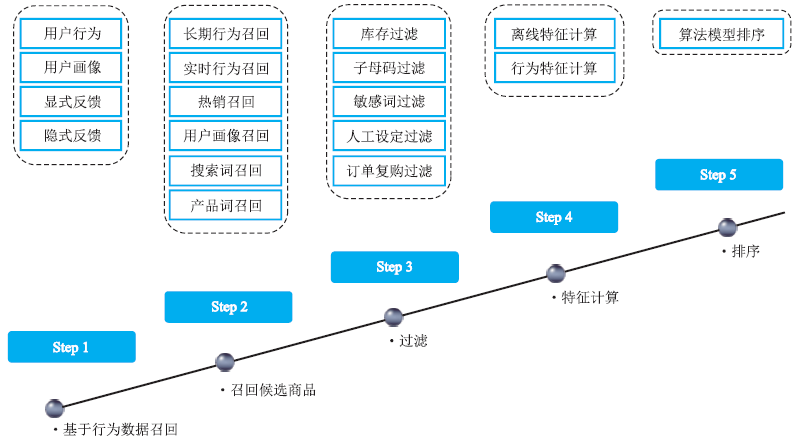 用户行为
用户画像
显式反馈
隐式反馈
长期行为召回
实时行为召回
热销召回
用户画像召回
搜索词召回
产品词召回
库存过滤
子母码过滤
敏感词过滤
人工设定过滤
订单复购过滤
离线特征计算
行为特征计算
算法模型排序
Step 1
·基于行为数据召回
Step 2
·召回候选商品
Step 3
·过滤
Step 4
·特征计算
Step 5
·排序